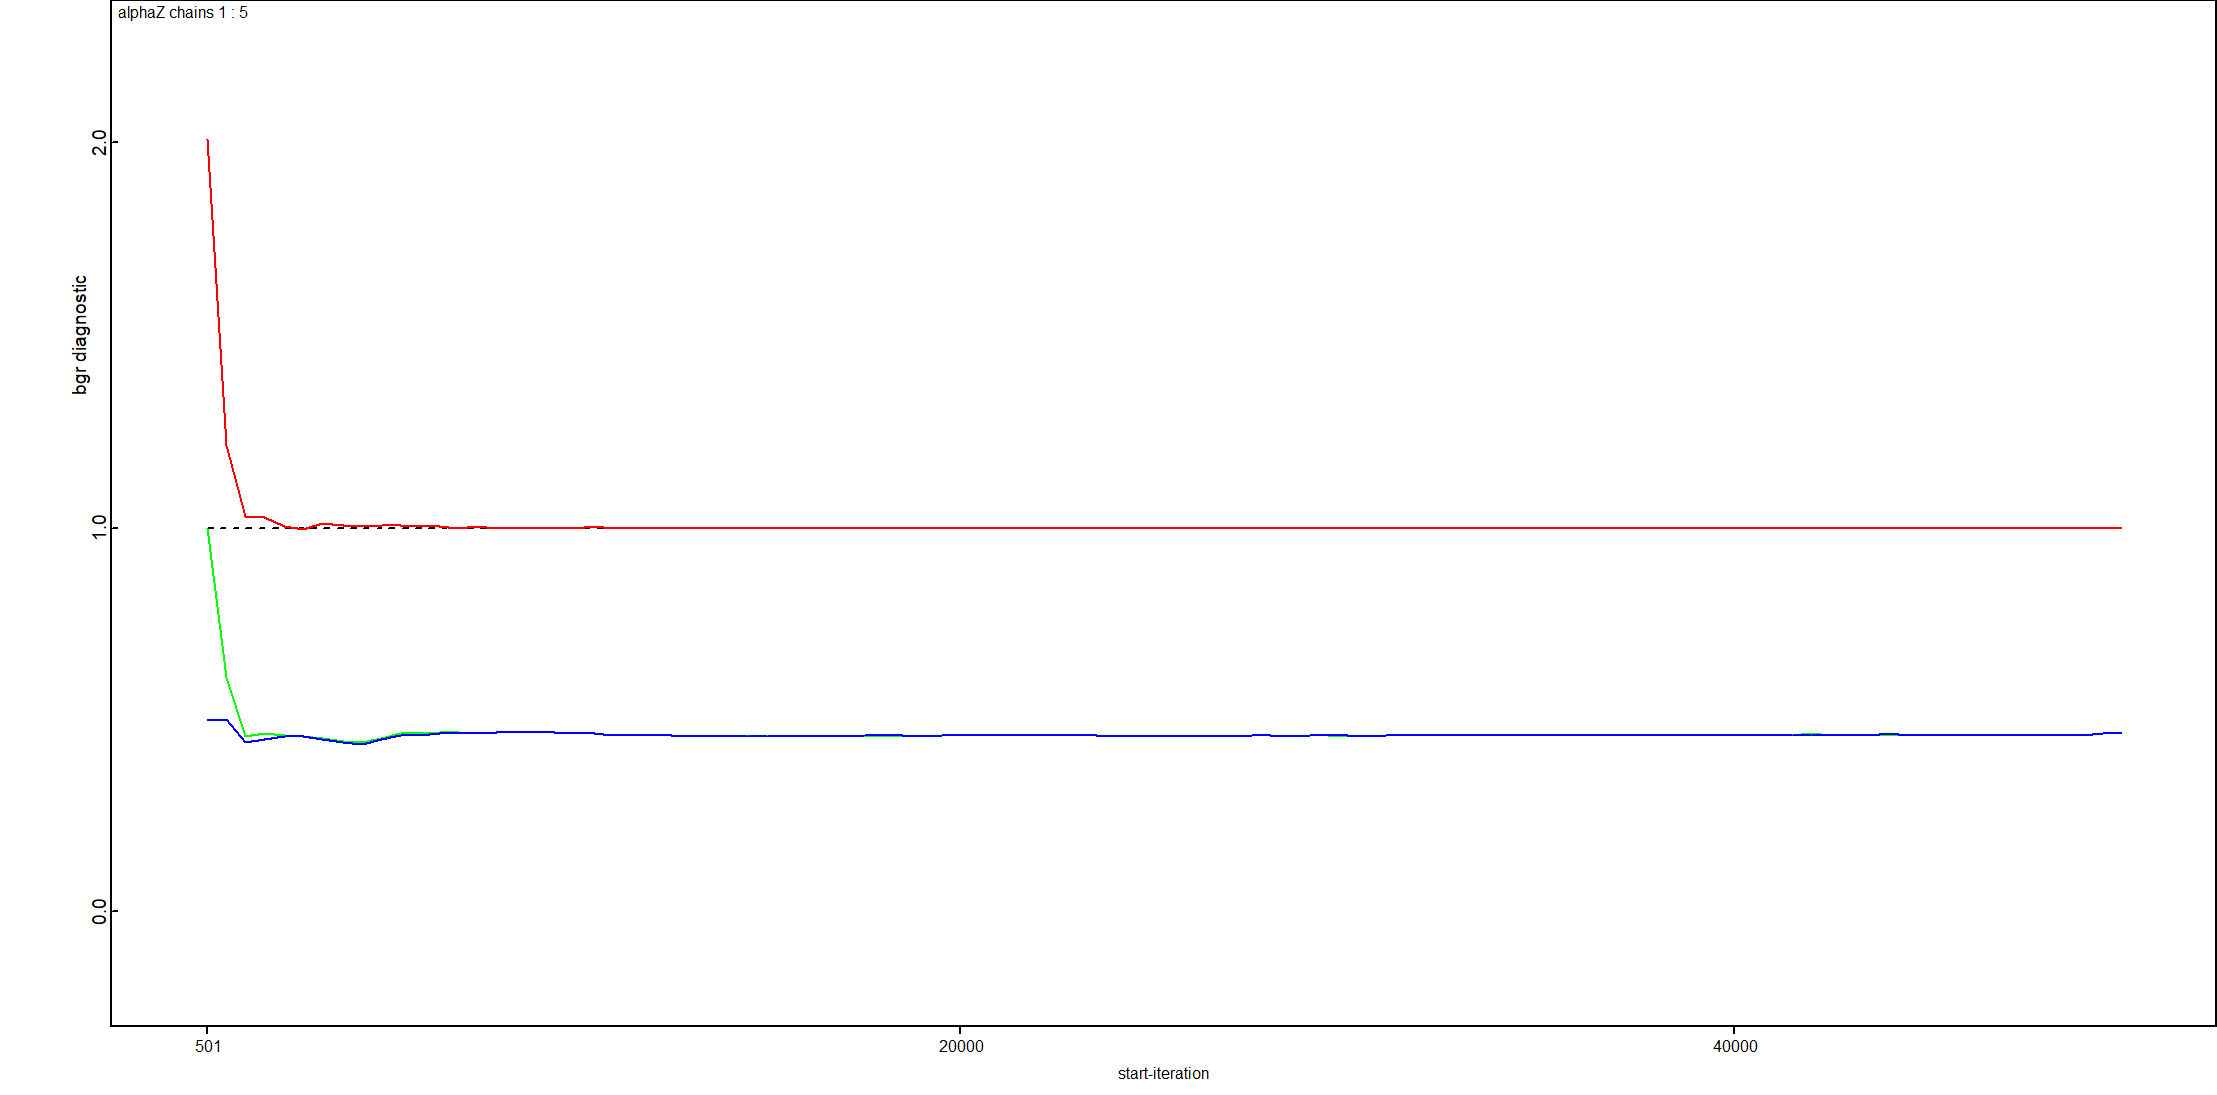 alphaZ chains 1 : 5
bgr diagnostic
2.0
1.0
0.0
501
20000
40000
start-iteration